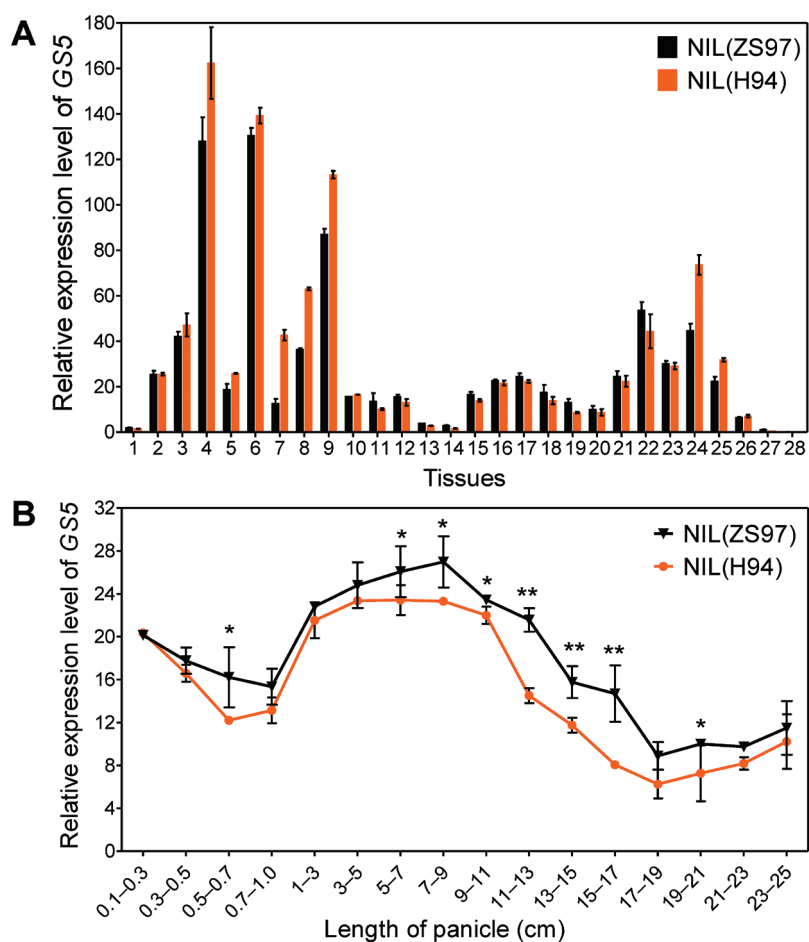 A
Relative expression level of GS5
180
160
140
120
100
80
60
40
20
0
NIL(ZS97)
NIL(H94)
1 2 3 4 5 6 7 8 9 10 11 12 13 14 15 16 17 18 19 20 21 22 23 24 25 26 27 28
Tissues
B
Relative expression level of GS5
32
28
24
20
16
12
8
4
0
NIL(ZS97)
NIL(H94)
* * * * ** ** ** *
0.1–0.3 0.3–0.5 0.5–0.7 0.7–1.0 1–3 3–5 5–7 7–9 9–11 11–13 13–15 15–17 17–19 19–21 21–23 23–25
Length of panicle (cm)